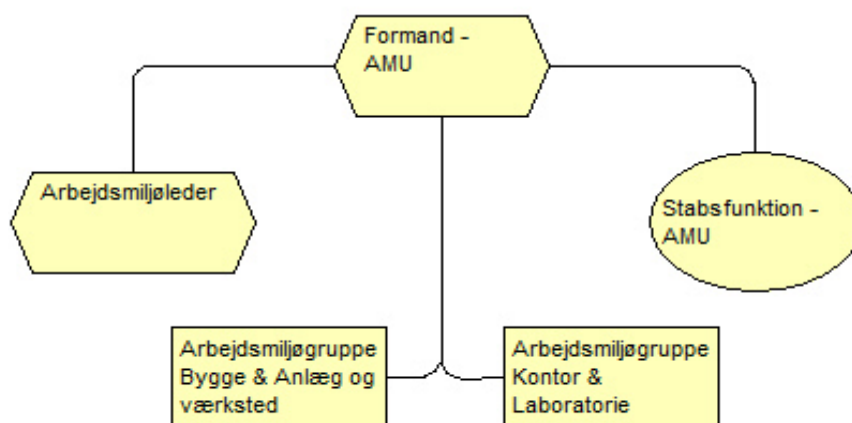 Formand -
AMU
Arbejdsmiljøleder
Stabsfunktion -
AMU
Arbejdsmiljøgruppe
Bygge & Anlæg og
værksted
Arbejdsmiljøgruppe
Kontor &
Laboratorie